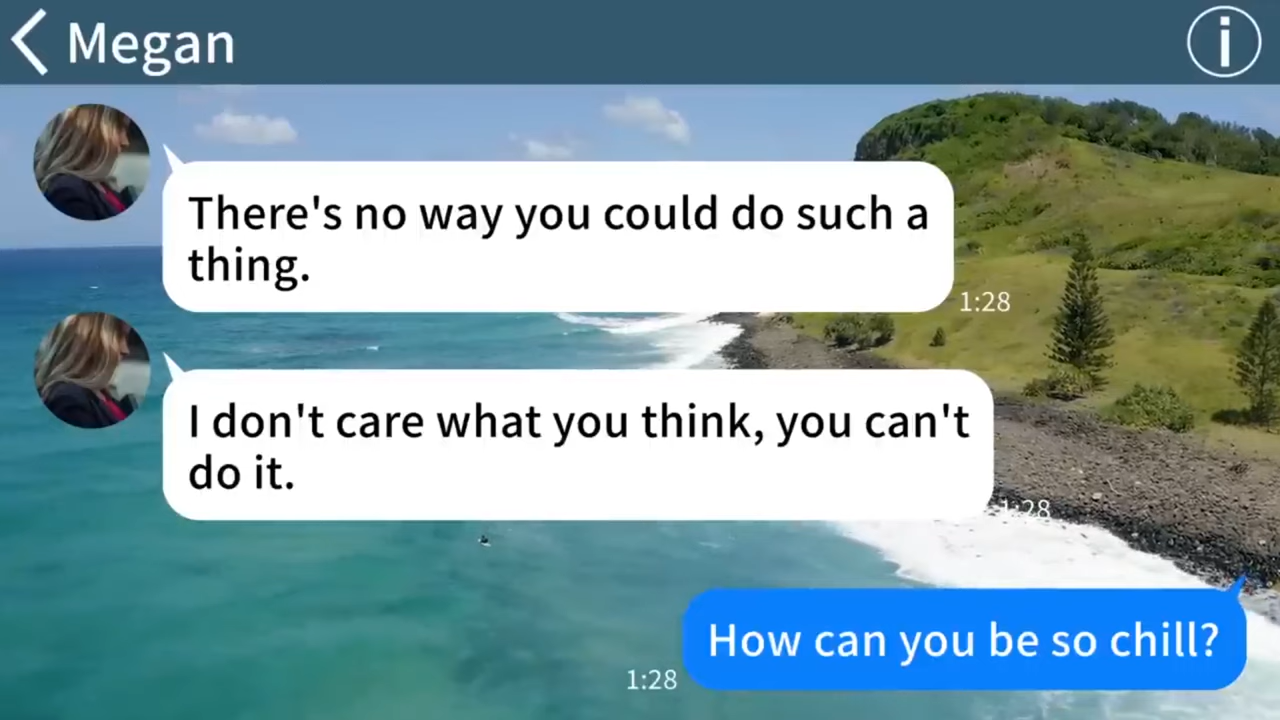 Megan
There's no way you could do such a
thing.
1:28
I don't care what you think, you can't
do it.
1:28
How can you be so chill?
1:28